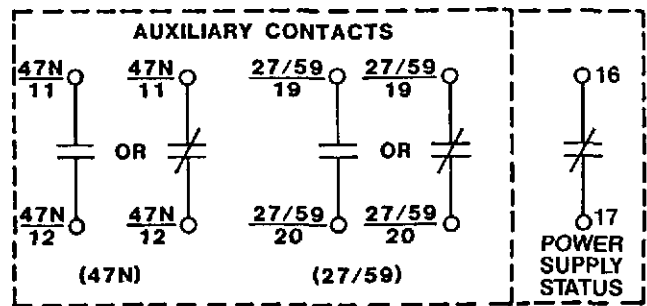 AUXILIARY CONTACTS
47N 47N 27/59 27/59 16
11 11 19 19
OR OR
47N 47N 27/59 27/59 17
12 12 20 20
(47N) (27/59)
POWER
SUPPLY
STATUS